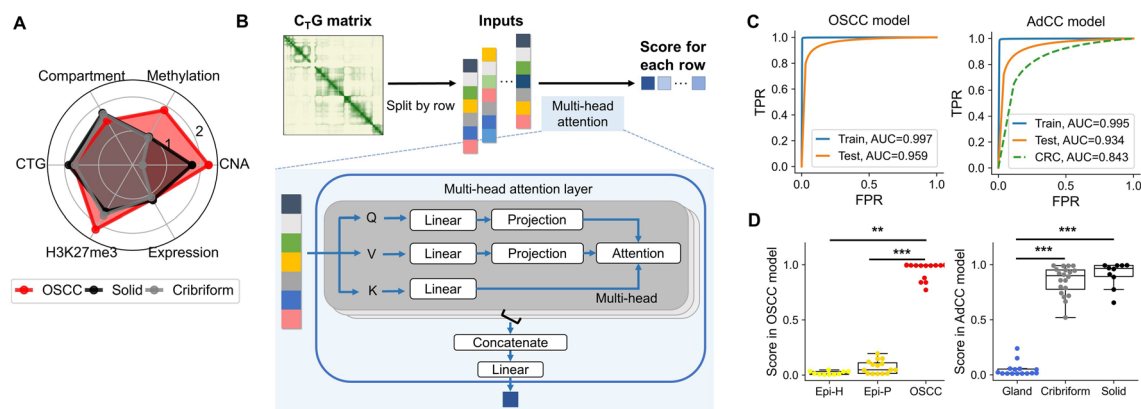 A
Compartment
Methylation
2
1
CTG
CNA
H3K27me3
Expression
OSCC
Solid
Cribriform
B
CTG matrix
Inputs
Score for
each row
Split by row
Multi-head
attention
Multi-head attention layer
Q
Linear
Projection
V
Linear
Projection
Attention
K
Linear
Multi-head
Concatenate
Linear
C
OSCC model
TPR
1.0
0.8
0.6
0.4
0.2
0.0
Train, AUC=0.997
Test, AUC=0.959
0.0
0.5
1.0
FPR
AdCC model
TPR
1.0
0.8
0.6
0.4
0.2
0.0
Train, AUC=0.995
Test, AUC=0.934
CRC, AUC=0.843
0.0
0.5
1.0
FPR
D
Score in OSCC model
**
***
1.0
0.5
0.0
Epi-H
Epi-P
OSCC
Score in AdCC model
***
***
1.0
0.5
0.0
Gland
Cribriform
Solid